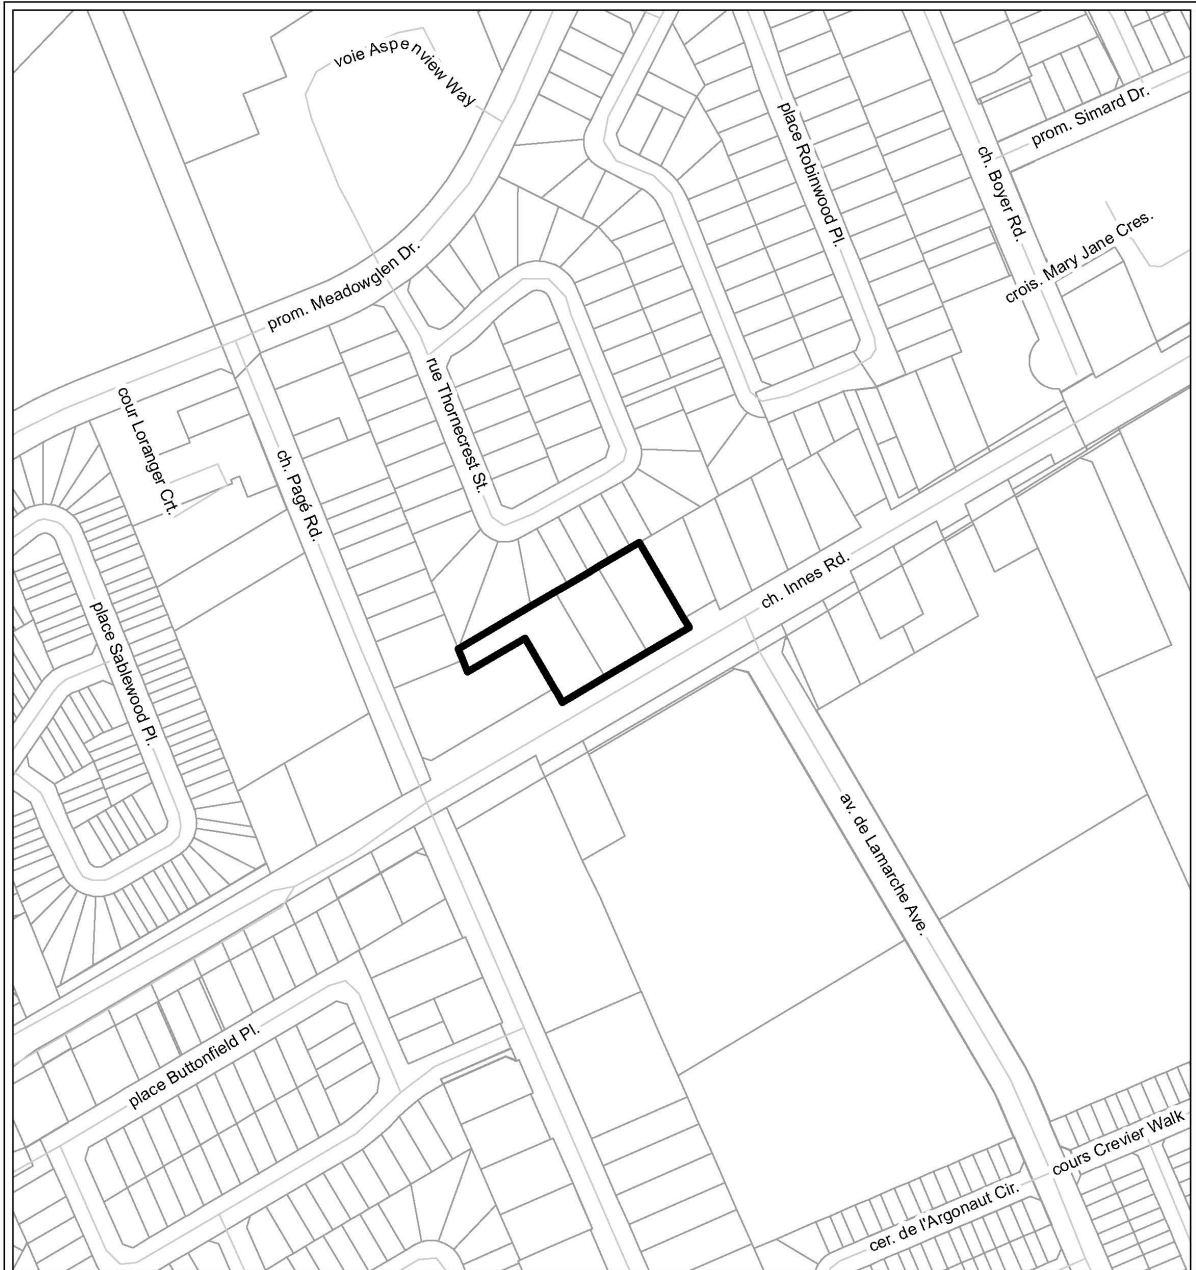 voie Aspenview Way
prom. Simard Dr.
place Robinwood Pl.
ch. Boyer Rd.
crois. Mary Jane Cres.
prom. Meadowglen Dr.
cour Loranger Crt.
rue Thornecrest St.
ch. Pagé Rd.
ch. Innes Rd.
place Sablewood Pl.
av. de Lamarche Ave.
place Buttonfield Pl.
cours Crevier Walk
cer. de l'Argonaut Cir.